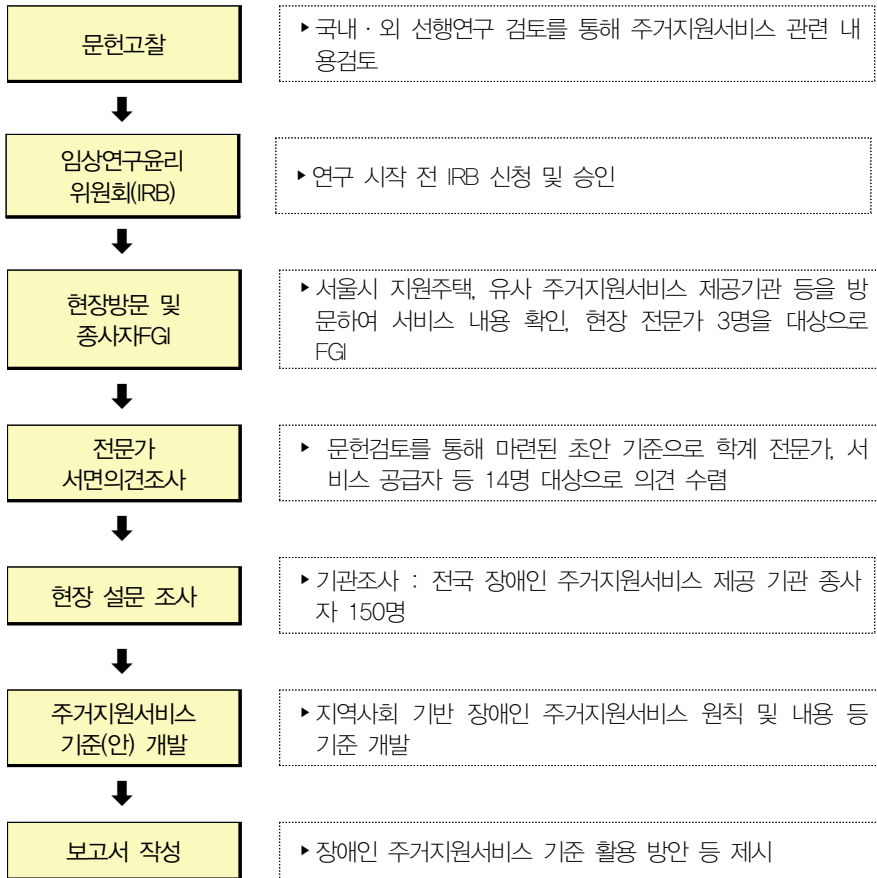 문헌고찰
▸국내ㆍ외 선행연구 검토를 통해 주거지원서비스 관련 내
용검토
임상연구윤리
위원회(IRB)
▸연구 시작 전 IRB 신청 및 승인
현장방문 및
종사자FGI
▸서울시 지원주택, 유사 주거지원서비스 제공기관 등을 방
문하여 서비스 내용 확인, 현장 전문가 3명을 대상으로
FGI
전문가
서면의견조사
▸ 문헌검토를 통해 마련된 초안 기준으로 학계 전문가, 서
비스 공급자 등 14명 대상으로 의견 수렴
현장 설문 조사
▸기관조사 : 전국 장애인 주거지원서비스 제공 기관 종사
자 150명
주거지원서비스
기준(안) 개발
▸지역사회 기반 장애인 주거지원서비스 원칙 및 내용 등
기준 개발
보고서 작성
▸장애인 주거지원서비스 기준 활용 방안 등 제시